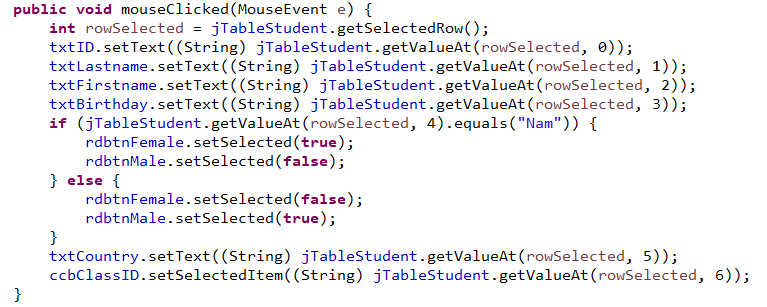 public void mouseClicked(MouseEvent e) {
    int rowSelected = jTableStudent.getSelectedRow();
    txtID.setText((String) jTableStudent.getValueAt(rowSelected, 0));
    txtLastname.setText((String) jTableStudent.getValueAt(rowSelected, 1));
    txtFirstname.setText((String) jTableStudent.getValueAt(rowSelected, 2));
    txtBirthday.setText((String) jTableStudent.getValueAt(rowSelected, 3));
    if (jTableStudent.getValueAt(rowSelected, 4).equals("Nam")) {
        rdbtnFemale.setSelected(true);
        rdbtnMale.setSelected(false);
    } else {
        rdbtnFemale.setSelected(false);
        rdbtnMale.setSelected(true);
    }
    txtCountry.setText((String) jTableStudent.getValueAt(rowSelected, 5));
    ccbClassID.setSelectedItem((String) jTableStudent.getValueAt(rowSelected, 6));
}